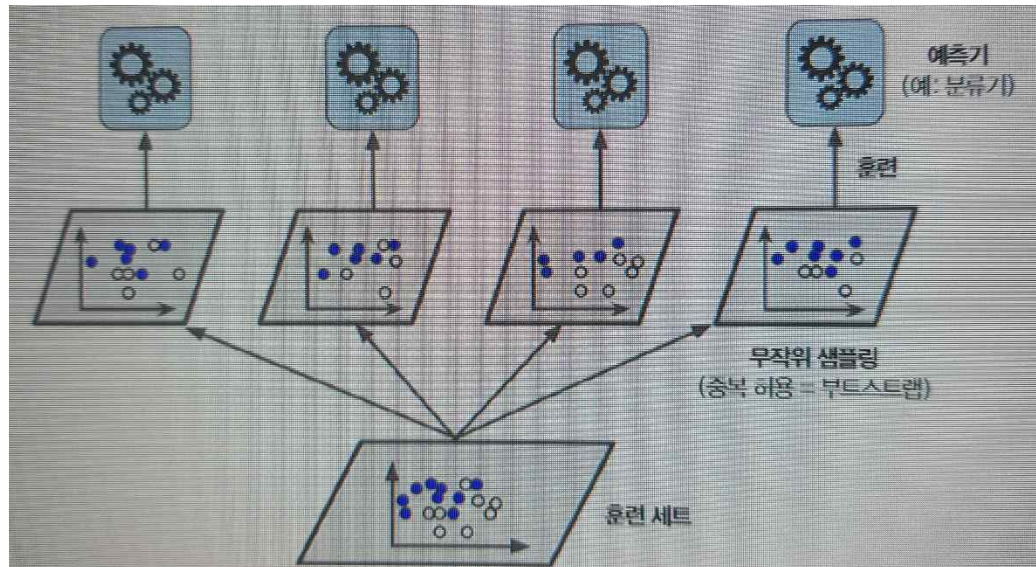 예측기
(예: 분류기)
훈련
무작위 샘플링
(중복 허용 = 부트스트랩)
훈련 세트